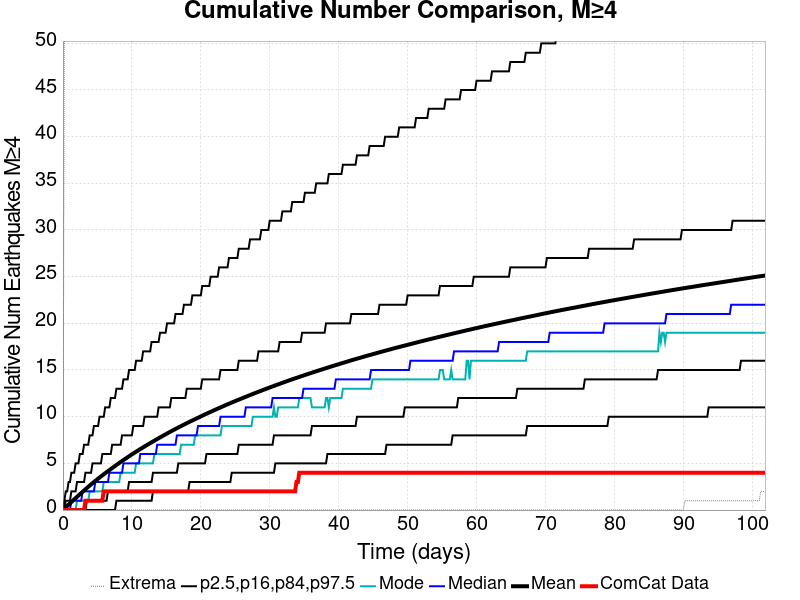 Cumulative Number Comparison, M≥4
Cumulative Num Earthquakes M≥4
50
45
40
35
30
25
20
15
10
5
0
0 10 20 30 40 50 60 70 80 90 100
Time (days)
Extrema p2.5,p16,p84,p97.5 Mode Median Mean ComCat Data